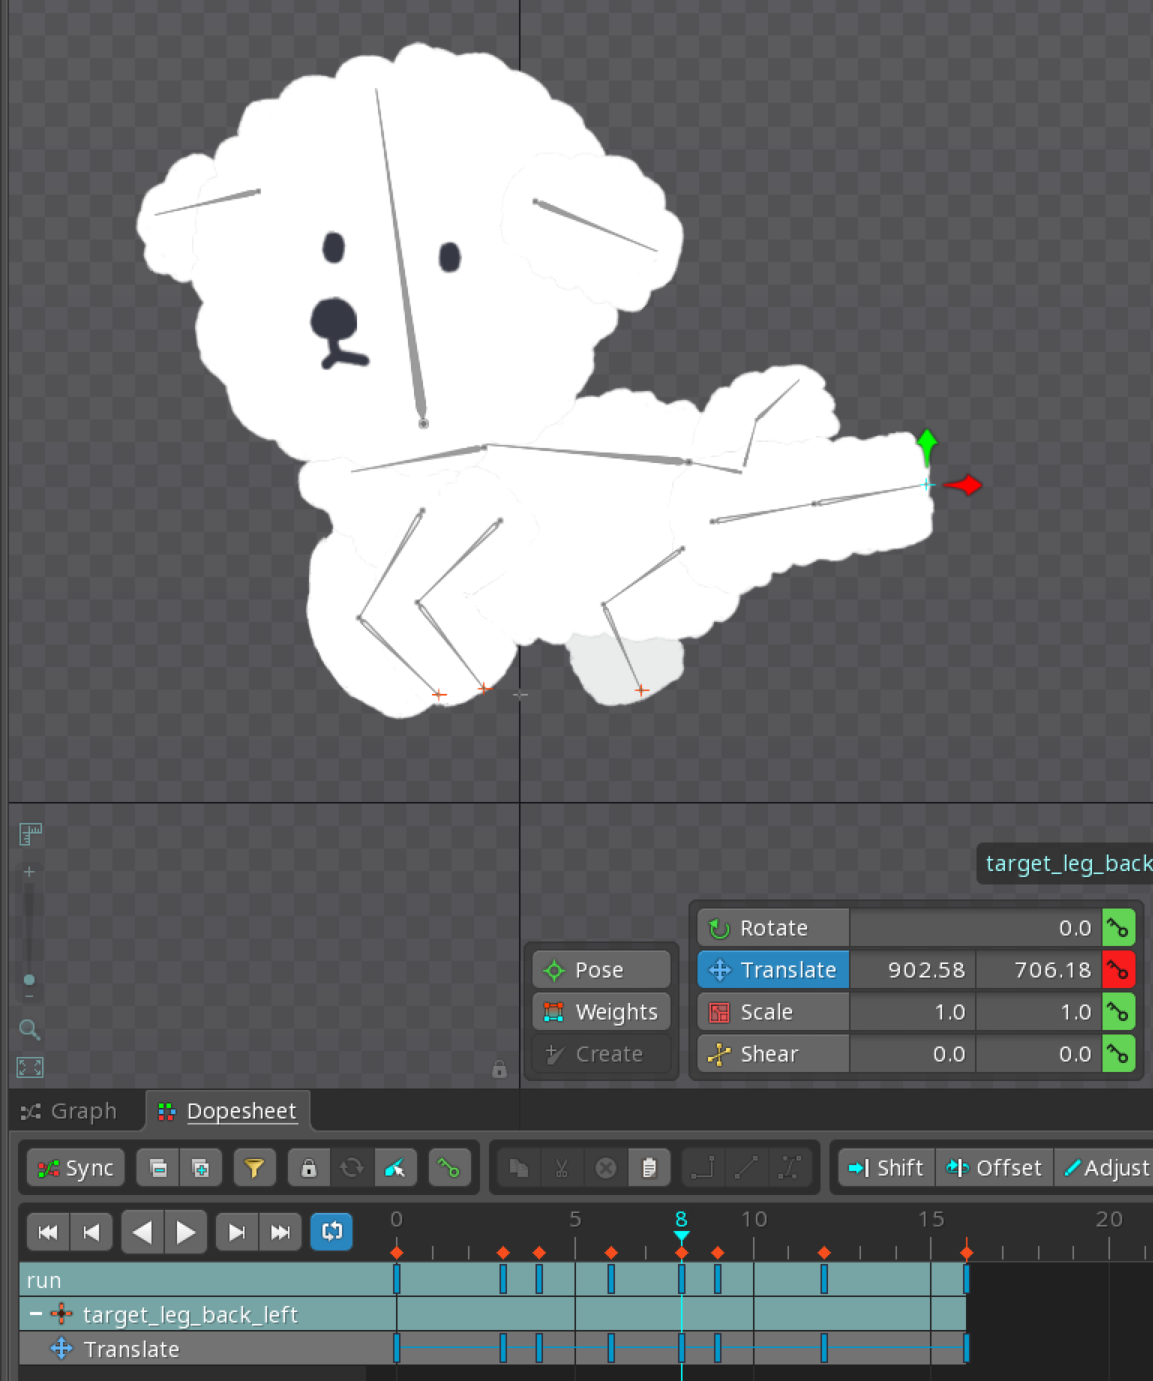 target_leg_back
Rotate 0.0
Pose Translate 902.58 706.18
Weights Scale 1.0 1.0
Create Shear 0.0 0.0
Graph Dopesheet
Sync Shift Offset Adjust
0 5 8 10 15 20
run
target_leg_back_left
Translate